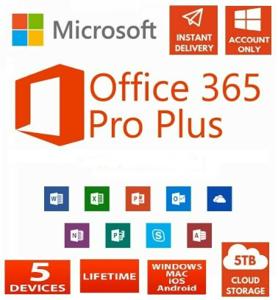 Microsoft
INSTANT
DELIVERY
ACCOUNT
ONLY
Office 365
Pro Plus
W
X
P
O
N
P
S
A
5
DEVICES
LIFETIME
WINDOWS
MAC
iOS
Android
5TB
CLOUD
STORAGE